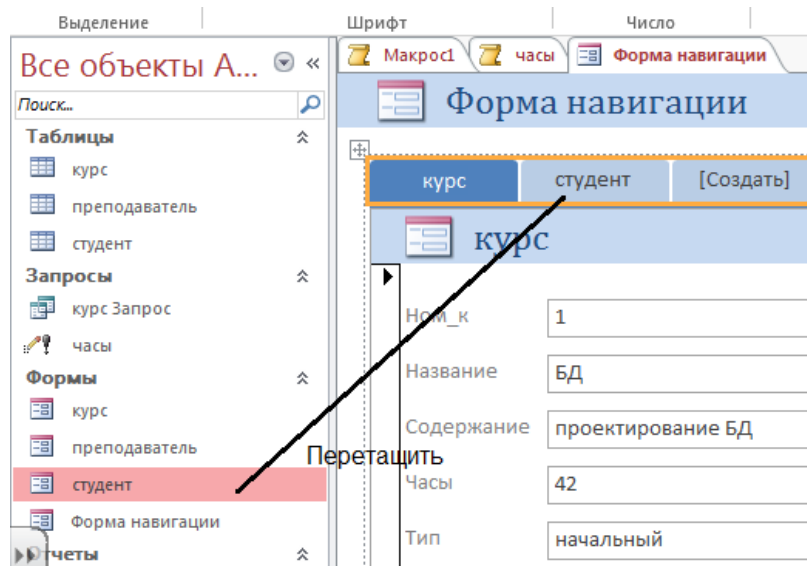 Выделение Шрифт Число
Все объекты A... «
Макрос1 часы Форма навигации
Поиск...
Форма навигации
Таблицы
курс
преподаватель
студент
курс студент [Создать]
курс
Запросы
курс Запрос
часы
Формы
курс
преподаватель
студент
Форма навигации
Отчеты
Перетащить
Ном_к 1
Название БД
Содержание проектирование БД
Часы 42
Тип начальный